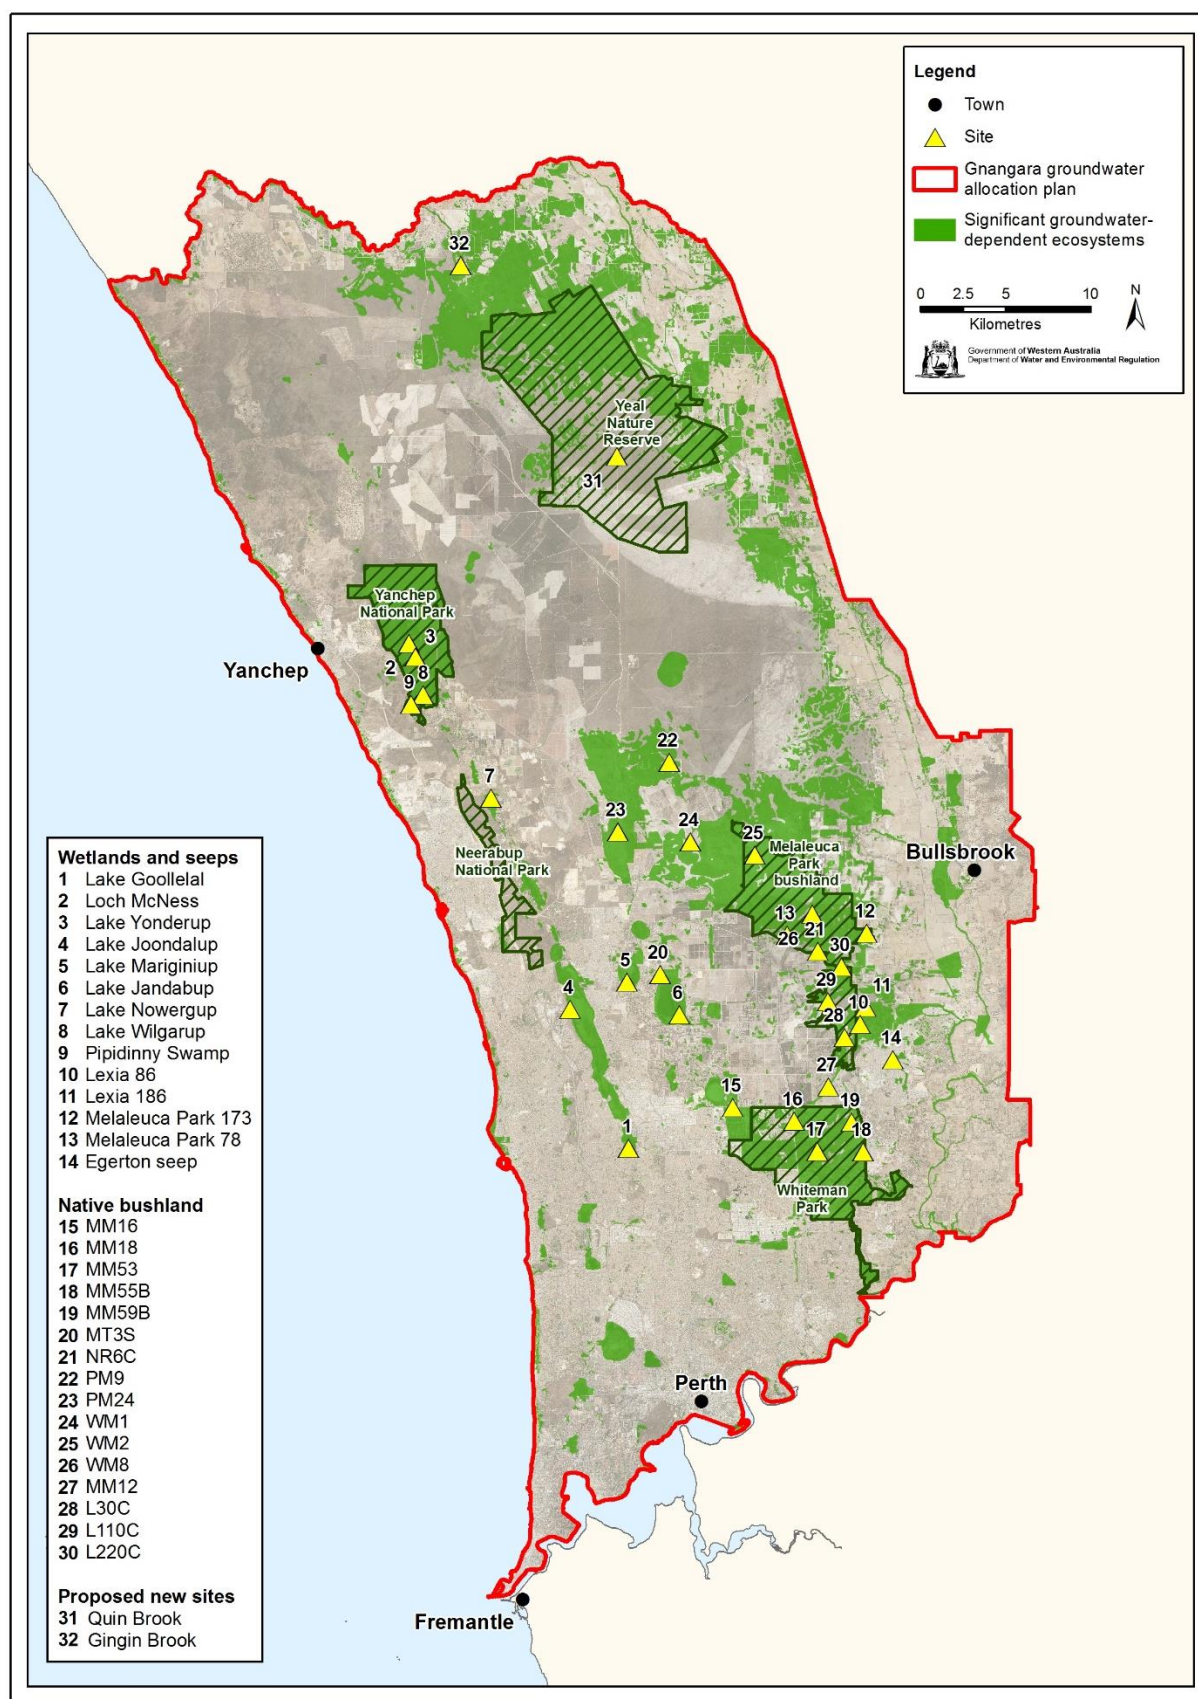 Legend
Town
Site
Gnangara groundwater
allocation plan
Significant groundwater-
dependent ecosystems
0 2.5 5 10
Kilometres
N
Government of Western Australia
Department of Water and Environmental Regulation
32
Yeal
Nature
Reserve
31
Yanchep
National Park
3
Yanchep
2
8
9
22
7
23
24
25
Neerabup
National Park
Melaleuca
Park
bushland
Bullsbrook
13
12
21
26
30
20
5
29
11
4
6
10
28
14
27
15
16
19
1
17
18
Whiteman
Park
Perth
Fremantle
Wetlands and seeps
1 Lake Goollelal
2 Loch McNess
3 Lake Yonderup
4 Lake Joondalup
5 Lake Mariginiup
6 Lake Jandabup
7 Lake Nowergup
8 Lake Wilgarup
9 Pipidinny Swamp
10 Lexia 86
11 Lexia 186
12 Melaleuca Park 173
13 Melaleuca Park 78
14 Egerton seep
Native bushland
15 MM16
16 MM18
17 MM53
18 MM55B
19 MM59B
20 MT3S
21 NR6C
22 PM9
23 PM24
24 WM1
25 WM2
26 WM8
27 MM12
28 L30C
29 L110C
30 L220C
Proposed new sites
31 Quin Brook
32 Gingin Brook